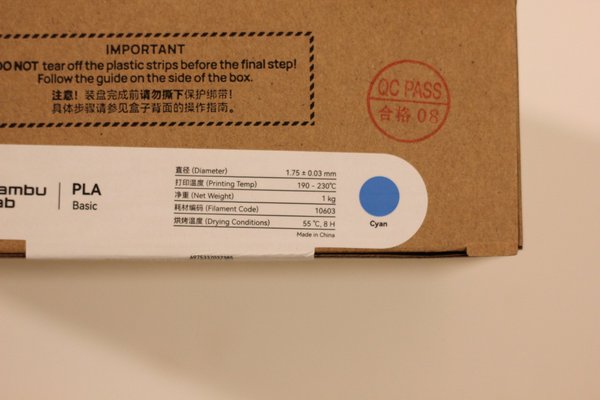 IMPORTANT
DO NOT tear off the plastic strips before the final step!
Follow the guide on the side of the box.
注意！装盘完成前请勿撕下保护绑带！
具体步骤请参见盒子背面的操作指南。
QC PASS
合格 08
ambu
ab
PLA
Basic
直径 (Diameter) 1.75 ± 0.03 mm
打印温度 (Printing Temp) 190 - 230℃
净重 (Net Weight) 1 kg
耗材编码 (Filament Code) 10603
烘烤温度 (Drying Conditions) 55 ℃, 8 H
Made in China
Cyan